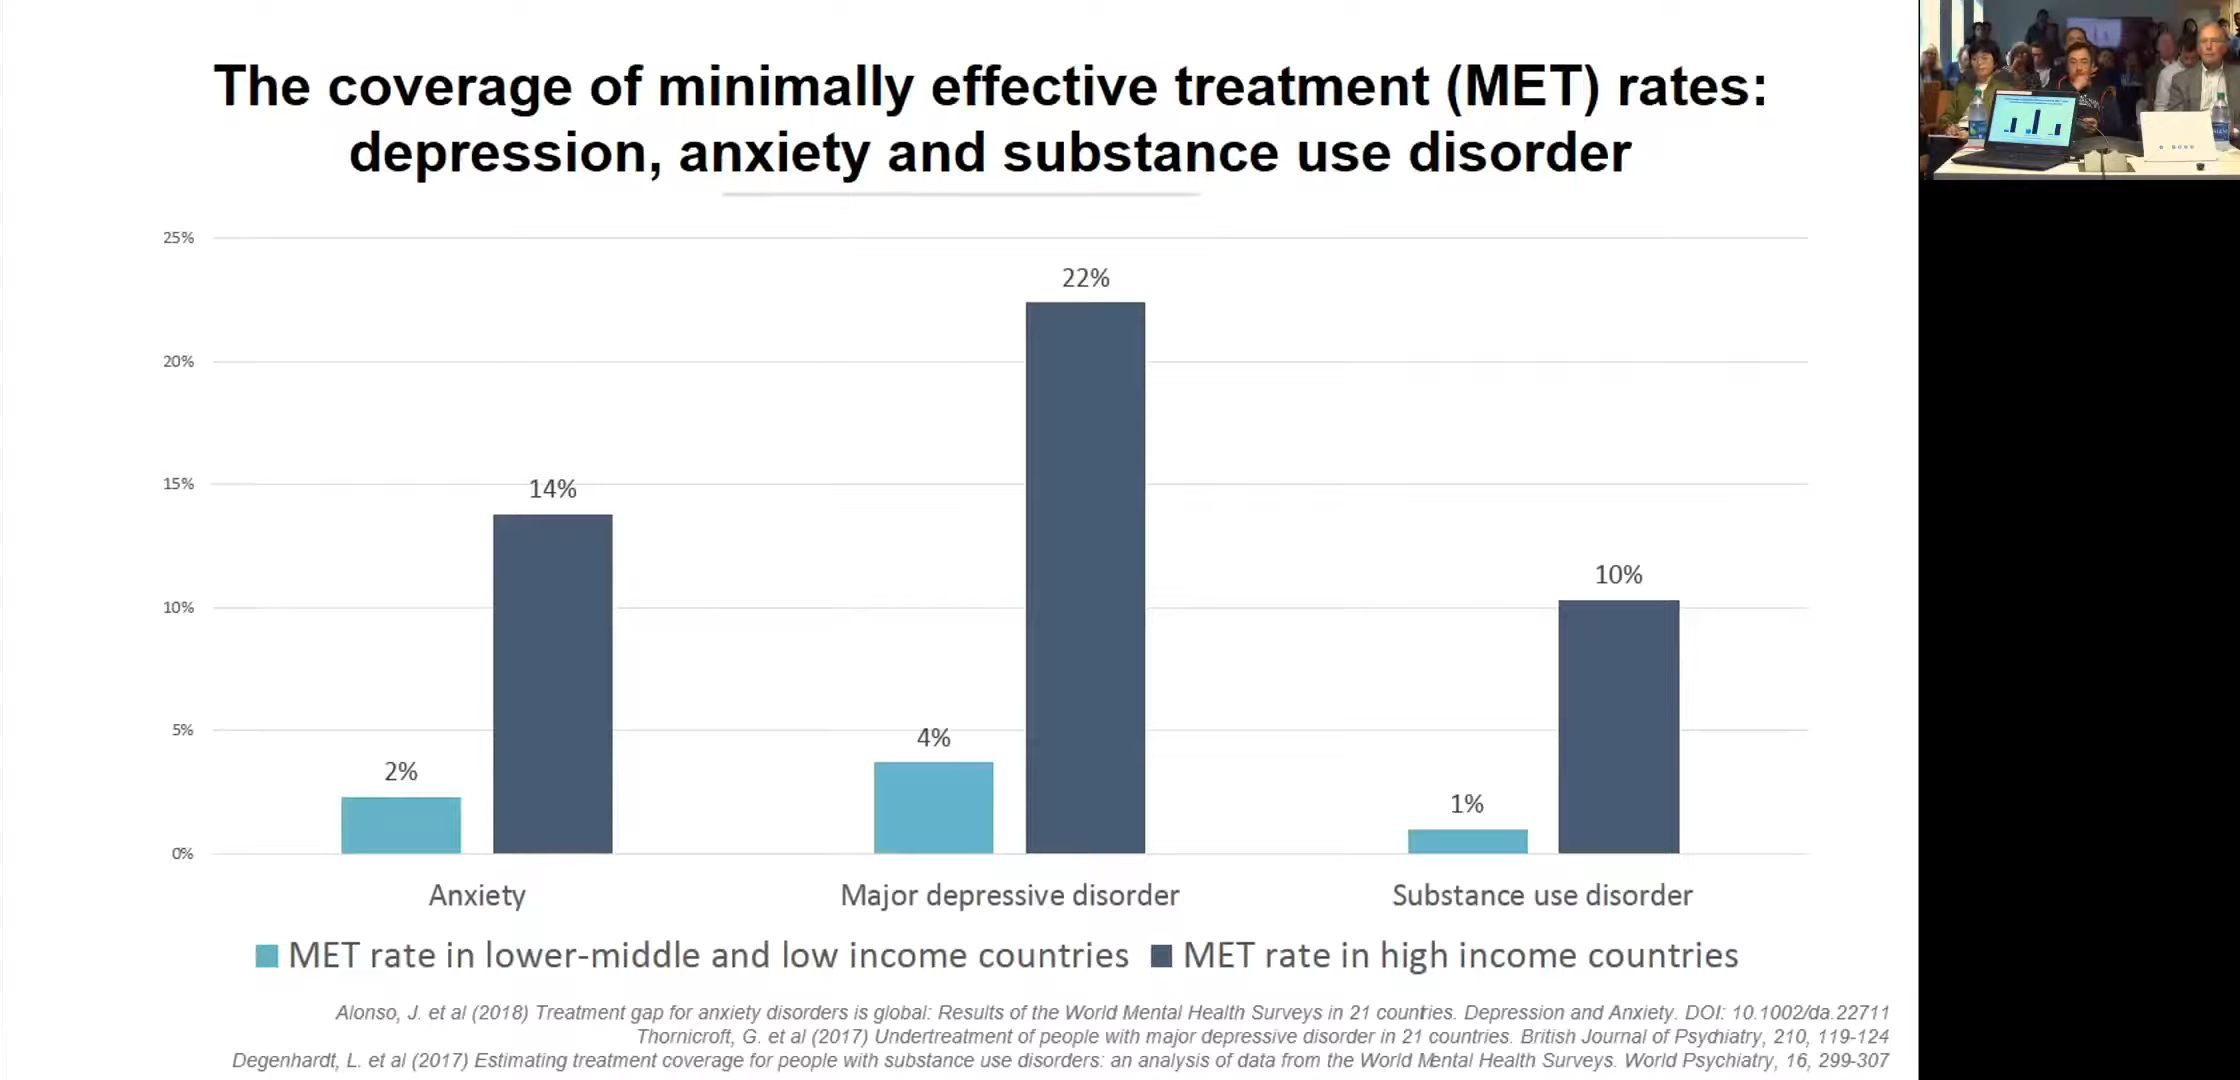 The coverage of minimally effective treatment (MET) rates:
depression, anxiety and substance use disorder
25%
20%
15%
10%
5%
0%
2%
14%
4%
22%
1%
10%
Anxiety
Major depressive disorder
Substance use disorder
MET rate in lower-middle and low income countries
MET rate in high income countries
Alonso, J. et al (2018) Treatment gap for anxiety disorders is global: Results of the World Mental Health Surveys in 21 countries. Depression and Anxiety. DOI: 10.1002/da.22711
Thornicroft, G. et al (2017) Undertreatment of people with major depressive disorder in 21 countries. British Journal of Psychiatry, 210, 119-124
Degenhardt, L. et al (2017) Estimating treatment coverage for people with substance use disorders: an analysis of data from the World Mental Health Surveys. World Psychiatry, 16, 299-307